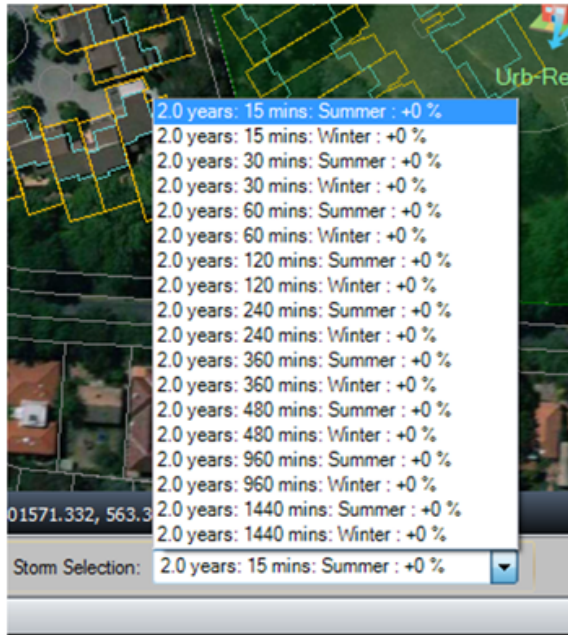 Urb-Re
2.0 years: 15 mins: Summer : +0 %
2.0 years: 15 mins: Winter : +0 %
2.0 years: 30 mins: Summer : +0 %
2.0 years: 30 mins: Winter : +0 %
2.0 years: 60 mins: Summer : +0 %
2.0 years: 60 mins: Winter : +0 %
2.0 years: 120 mins: Summer : +0 %
2.0 years: 120 mins: Winter : +0 %
2.0 years: 240 mins: Summer : +0 %
2.0 years: 240 mins: Winter : +0 %
2.0 years: 360 mins: Summer : +0 %
2.0 years: 360 mins: Winter : +0 %
2.0 years: 480 mins: Summer : +0 %
2.0 years: 480 mins: Winter : +0 %
2.0 years: 960 mins: Summer : +0 %
2.0 years: 960 mins: Winter : +0 %
2.0 years: 1440 mins: Summer : +0 %
2.0 years: 1440 mins: Winter : +0 %
01571.332, 563.3
Storm Selection: 2.0 years: 15 mins: Summer : +0 %